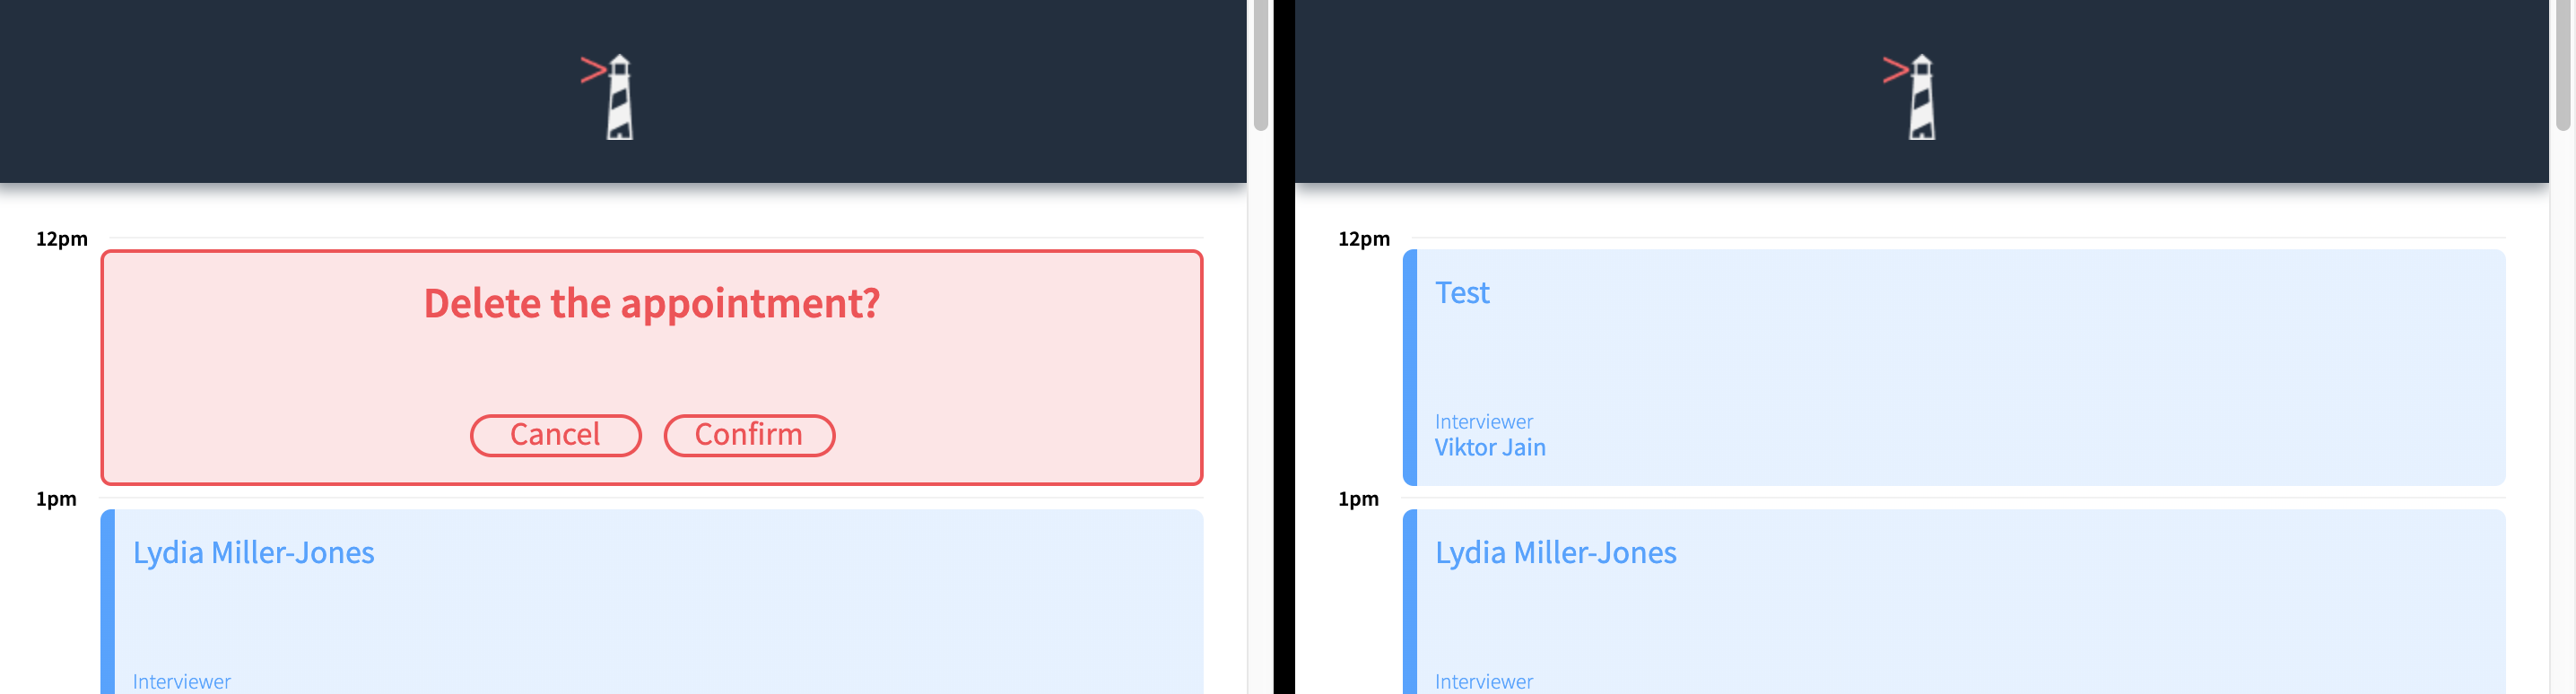 12pm
Delete the appointment?
Cancel Confirm
1pm
Lydia Miller-Jones
Interviewer
12pm
Test
Interviewer
Viktor Jain
1pm
Lydia Miller-Jones
Interviewer